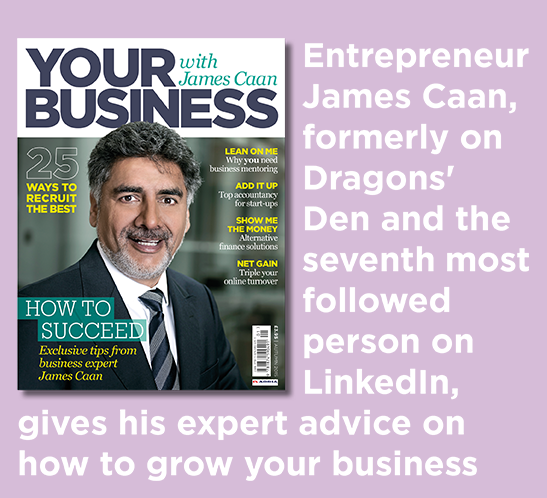 YOUR
with
James Caan
BUSINESS
25
WAYS TO
RECRUIT
THE BEST
LEAN ON ME
Why you need
business mentoring
ADD IT UP
Top accountancy
for start-ups
SHOW ME
THE MONEY
Alternative
finance solutions
NET GAIN
Triple your
online turnover
HOW TO
SUCCEED
Exclusive tips from
business expert
James Caan
Entrepreneur
James Caan,
formerly on
Dragons'
Den and the
seventh most
followed
person on
LinkedIn,
gives his expert advice on
how to grow your business